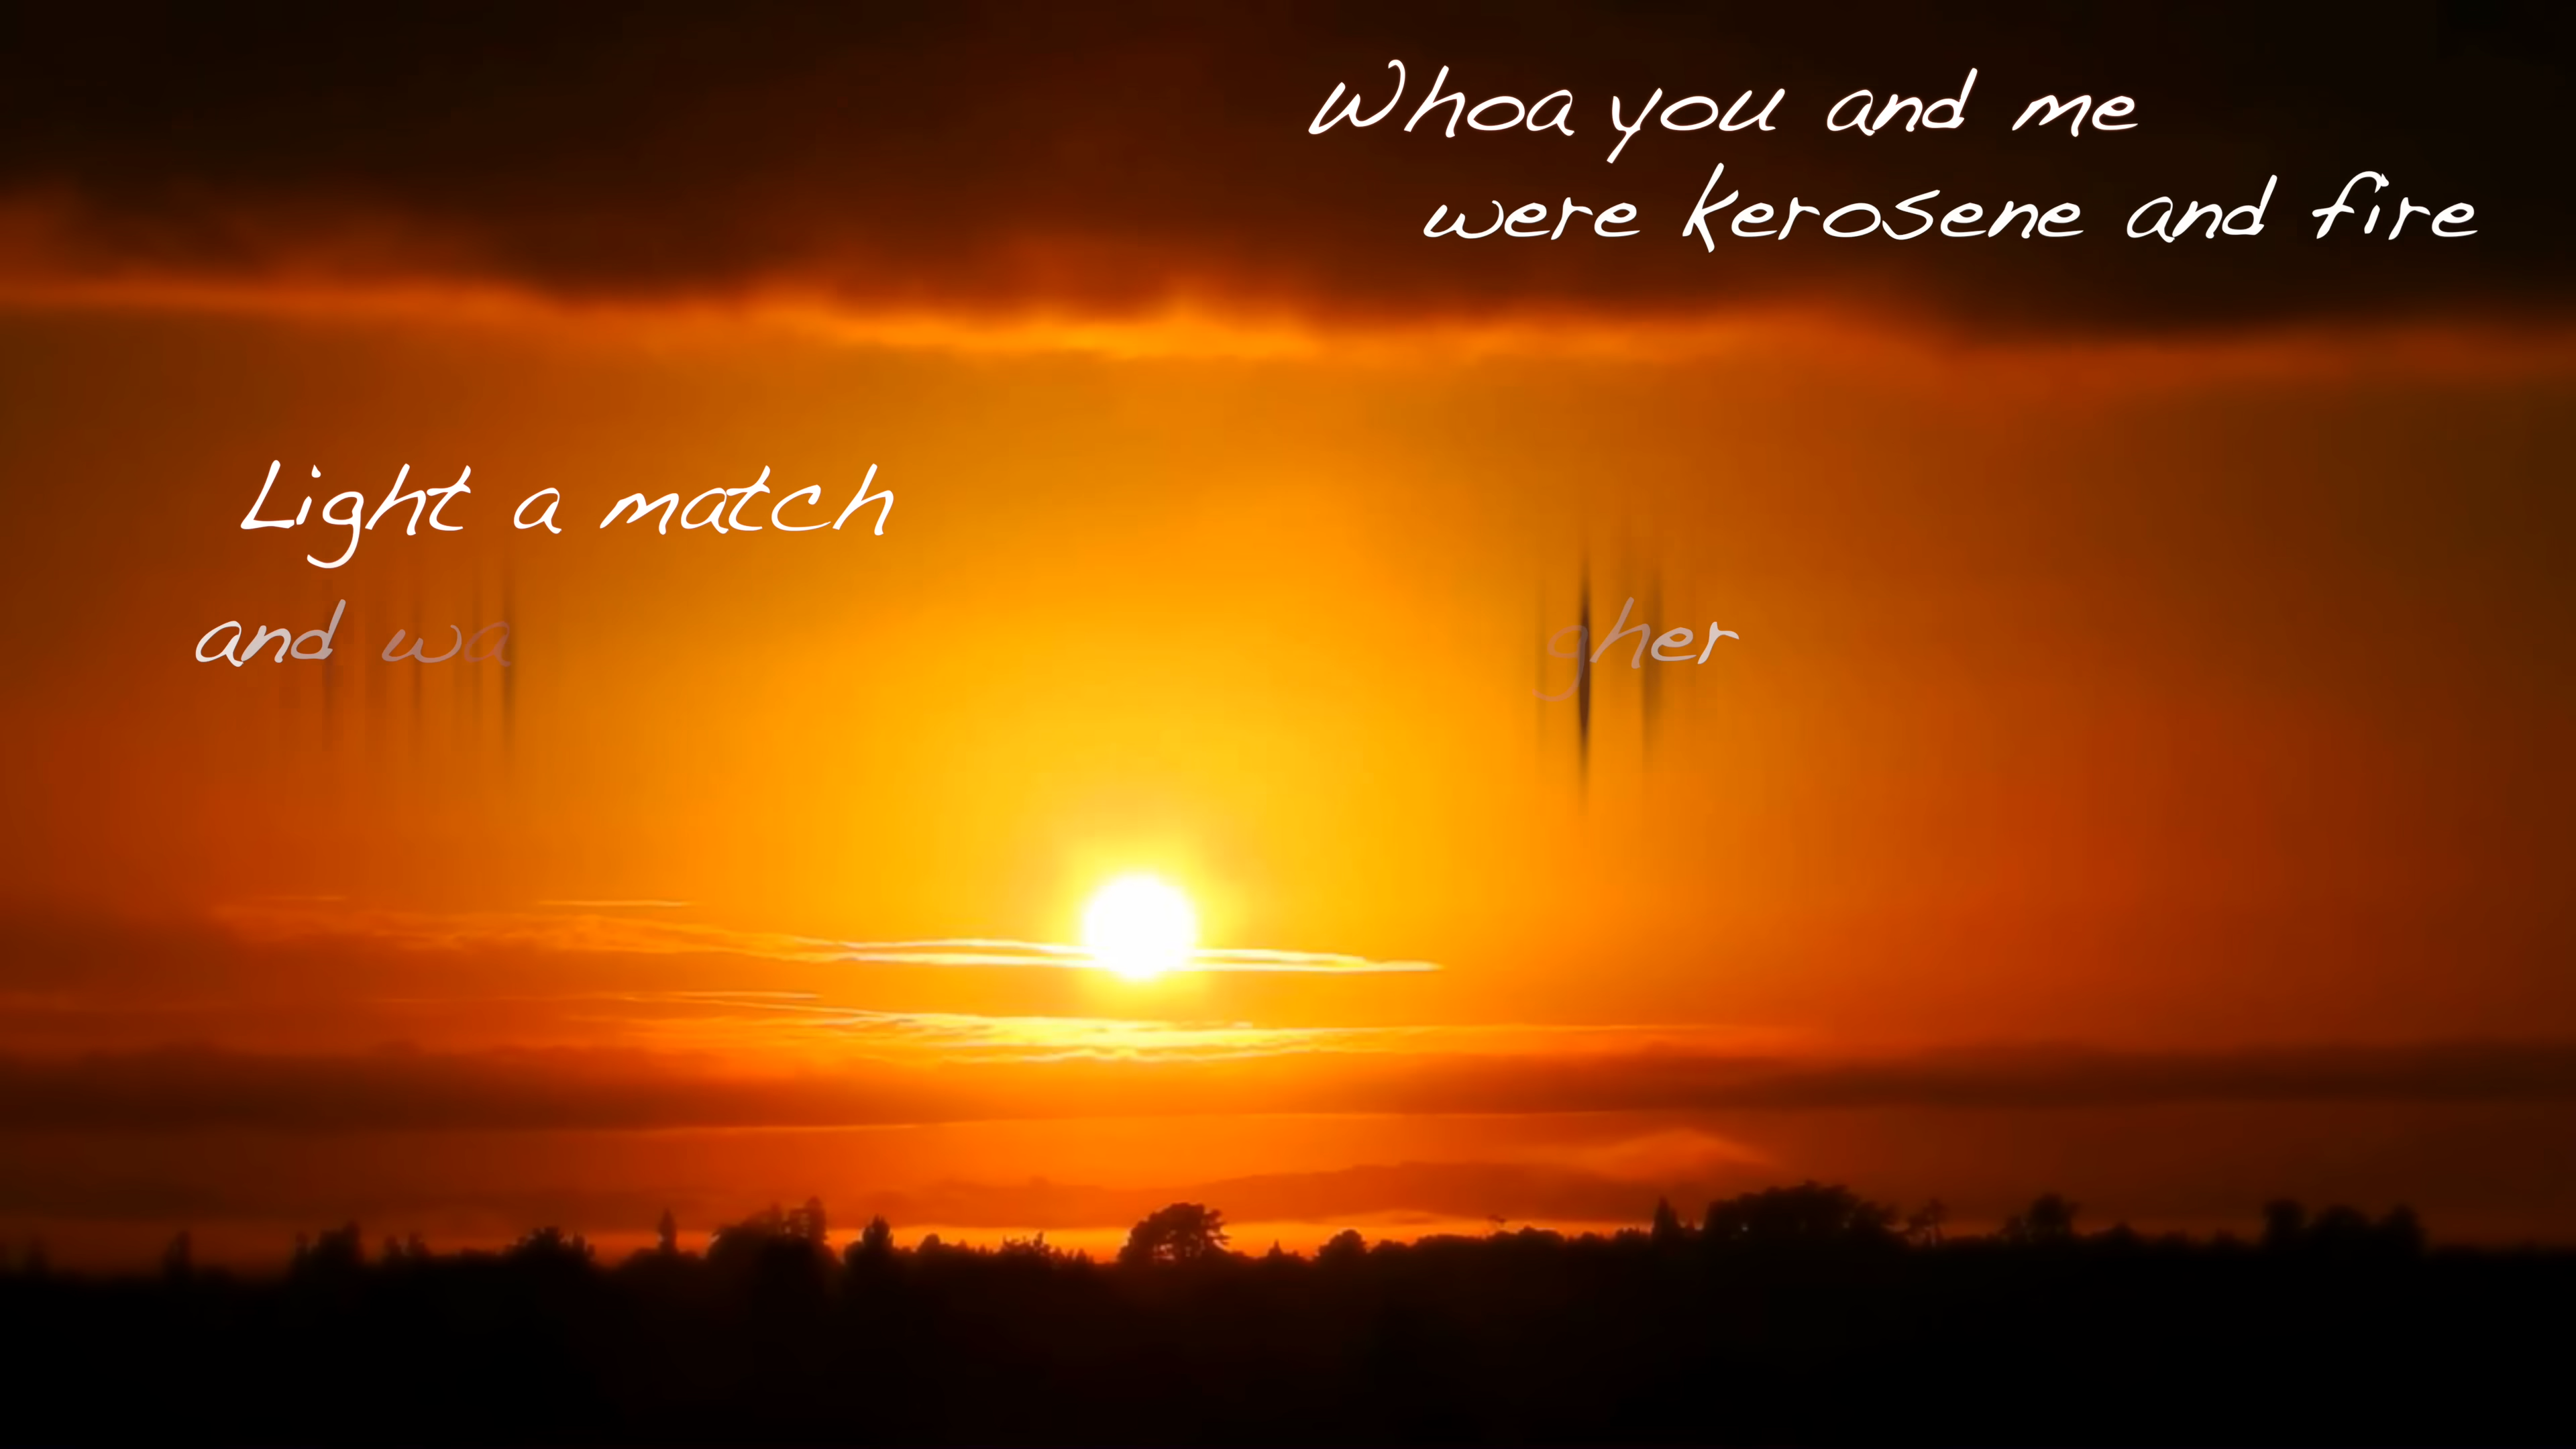 Whoa you and me
were kerosene and fire
Light a match
and wa gher